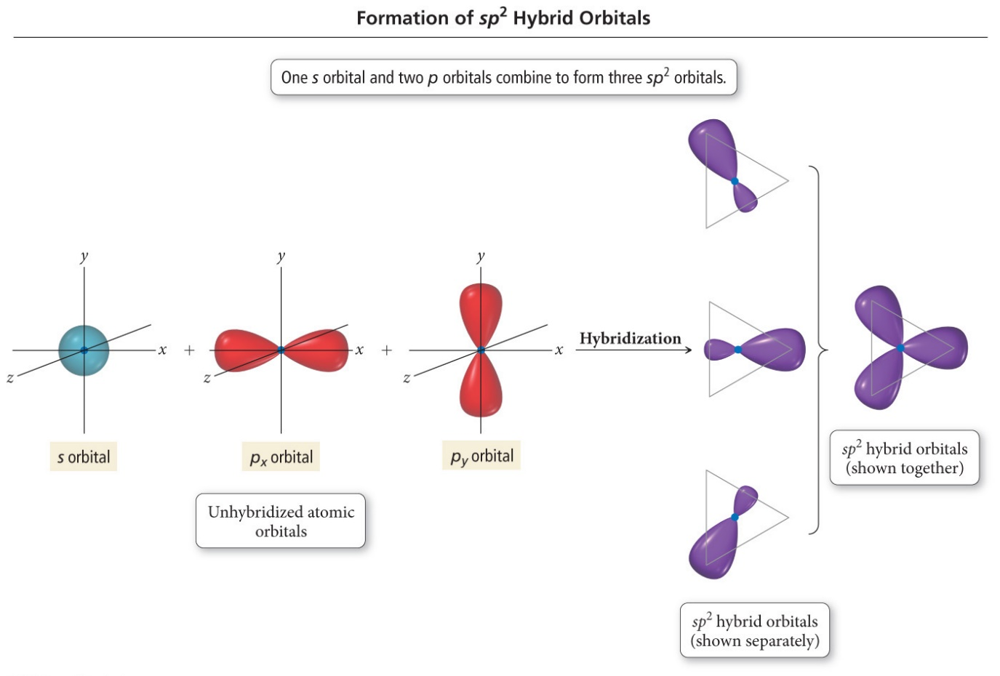 Formation of sp² Hybrid Orbitals
One s orbital and two p orbitals combine to form three sp² orbitals.
y
x
z
s orbital
+
y
x
z
pₓ orbital
+
y
x
z
p_y orbital
Unhybridized atomic
orbitals
Hybridization
sp² hybrid orbitals
(shown separately)
sp² hybrid orbitals
(shown together)